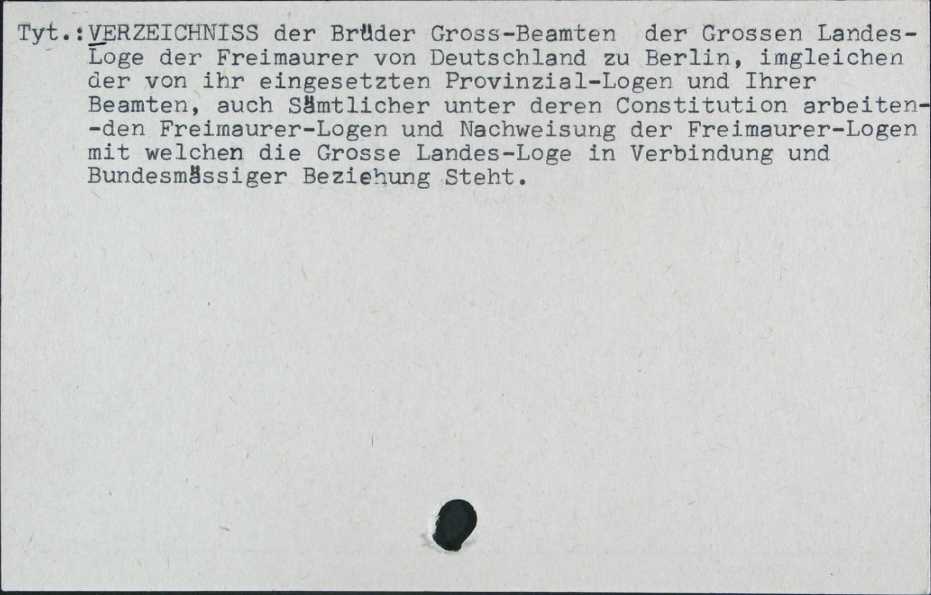 Tyt.:VERZEICHNISS der Brüder Gross-Beamten der Grossen Landes-
Loge der Freimaurer von Deutschland zu Berlin, imgleichen
der von ihr eingesetzten Provinzial-Logen und Ihrer
Beamten, auch Sämtlicher unter deren Constitution arbeiten-
-den Freimaurer-Logen und Nachweisung der Freimaurer-Logen
mit welchen die Grosse Landes-Loge in Verbindung und
Bundesmässiger Beziehung Steht.